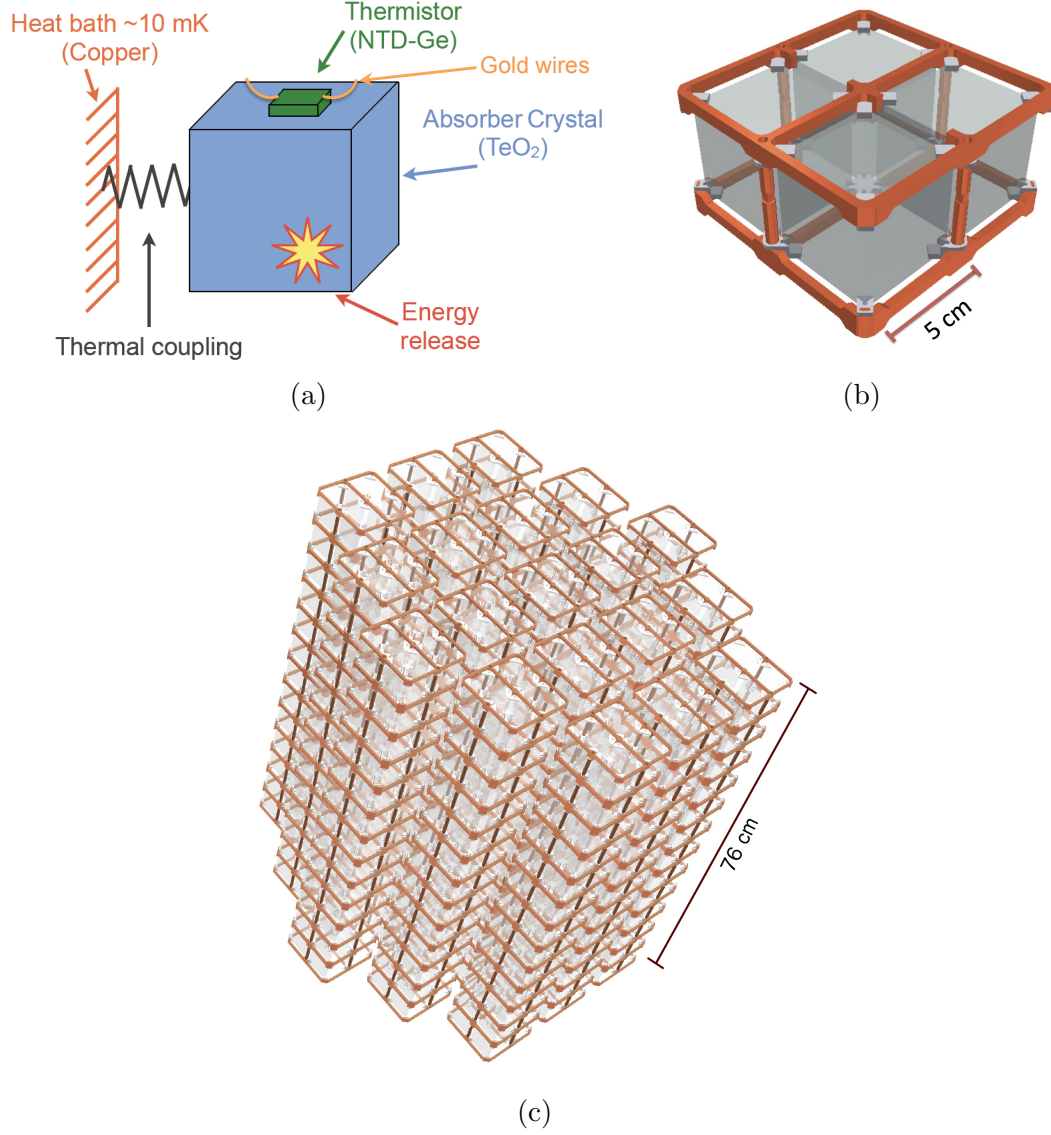 Heat bath ~10 mK
(Copper)
Thermistor
(NTD-Ge)
Gold wires
Absorber Crystal
(TeO₂)
Energy
release
Thermal coupling
(a)
5 cm
(b)
76 cm
(c)